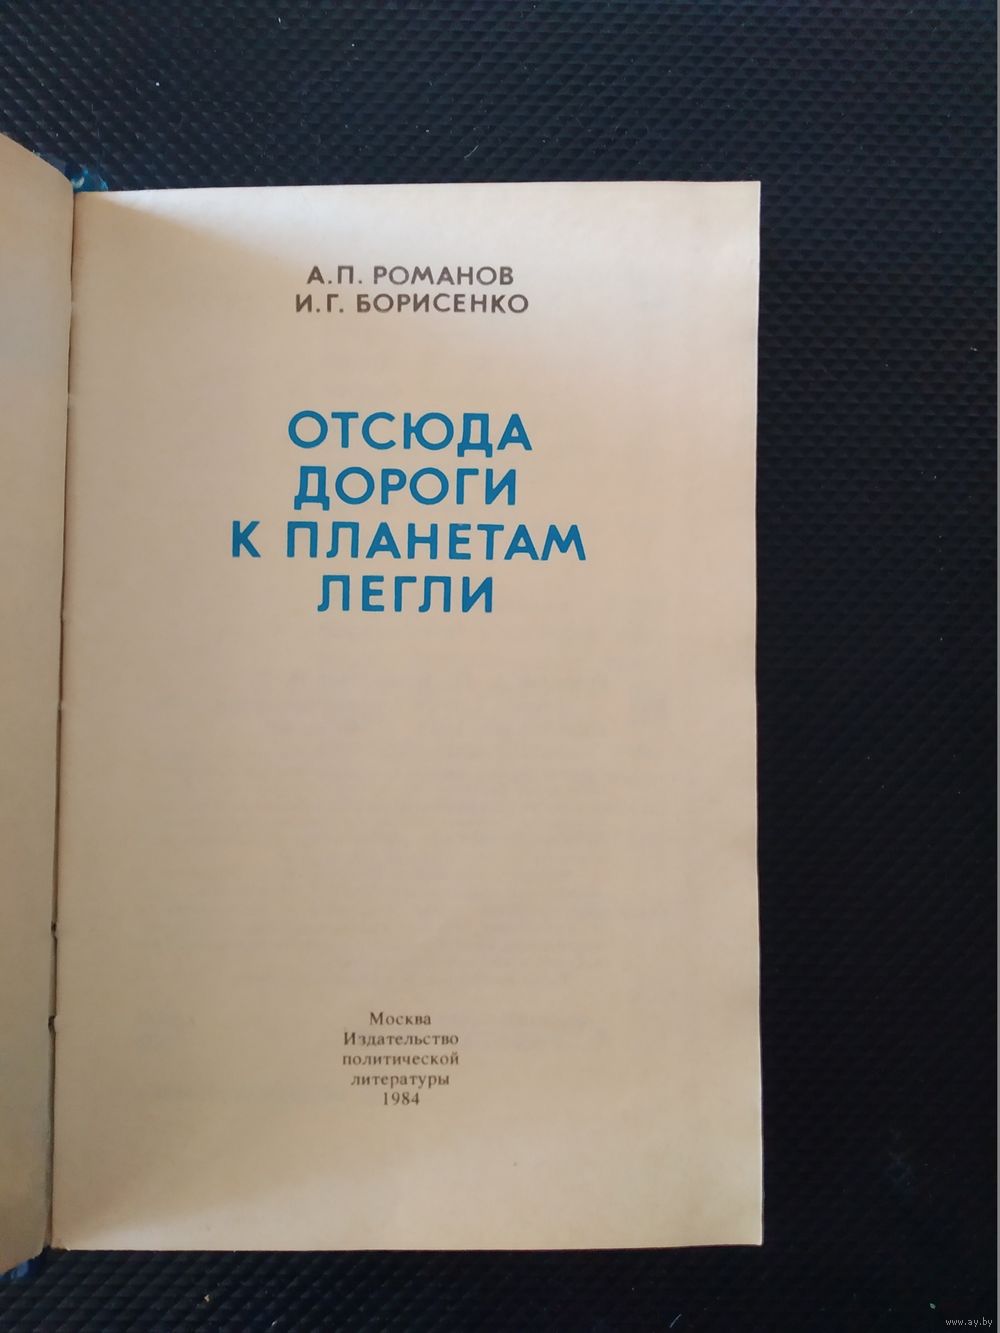 А.П. РОМАНОВ
И.Г. БОРИСЕНКО
ОТСЮДА
ДОРОГИ
К ПЛАНЕТАМ
ЛЕГЛИ
Москва
Издательство
политической
литературы
1984
www.ay.by